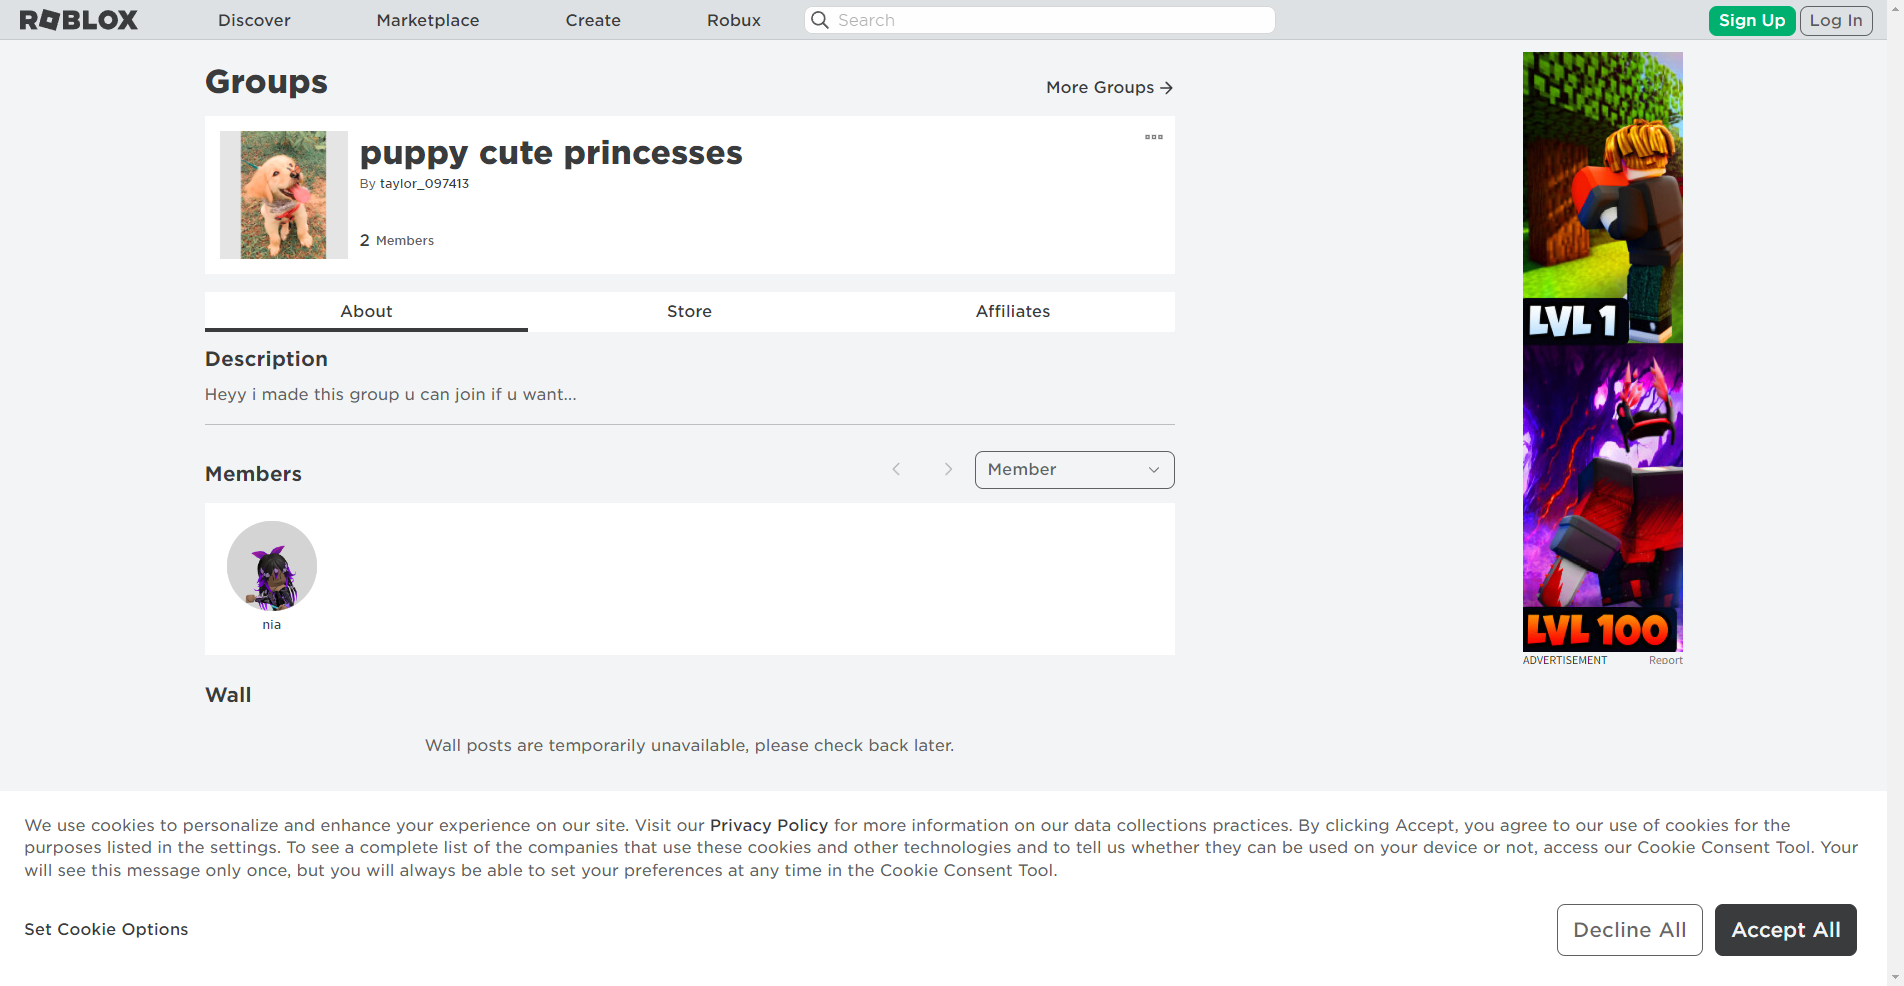 ROBLOX
Discover
Marketplace
Create
Robux
Search
Sign Up
Log In
Groups
More Groups
puppy cute princesses
By taylor_097413
2 Members
About
Store
Affiliates
Description
Heyy i made this group u can join if u want...
Members
Member
nia
Wall
Wall posts are temporarily unavailable, please check back later.
LVL 1
LVL 100
ADVERTISEMENT
Report
We use cookies to personalize and enhance your experience on our site. Visit our Privacy Policy for more information on our data collections practices. By clicking Accept, you agree to our use of cookies for the
purposes listed in the settings. To see a complete list of the companies that use these cookies and other technologies and to tell us whether they can be used on your device or not, access our Cookie Consent Tool. Your
will see this message only once, but you will always be able to set your preferences at any time in the Cookie Consent Tool.
Set Cookie Options
Decline All
Accept All